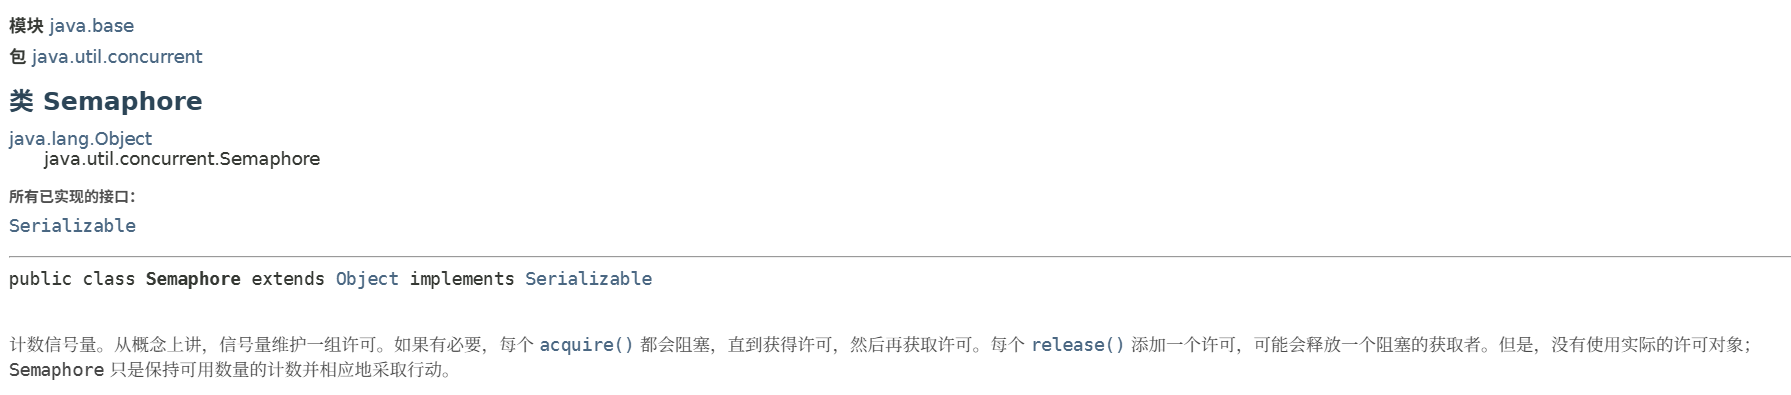 模块 java.base
包 java.util.concurrent
类 Semaphore
java.lang.Object
java.util.concurrent.Semaphore
所有已实现的接口:
Serializable
public class Semaphore extends Object implements Serializable
计数信号量。从概念上讲，信号量维护一组许可。如果有必要，每个 acquire() 都会阻塞，直到获得许可，然后再获取许可。每个 release() 添加一个许可，可能会释放一个阻塞的获取者。但是，没有使用实际的许可对象；
Semaphore 只是保持可用数量的计数并相应地采取行动。